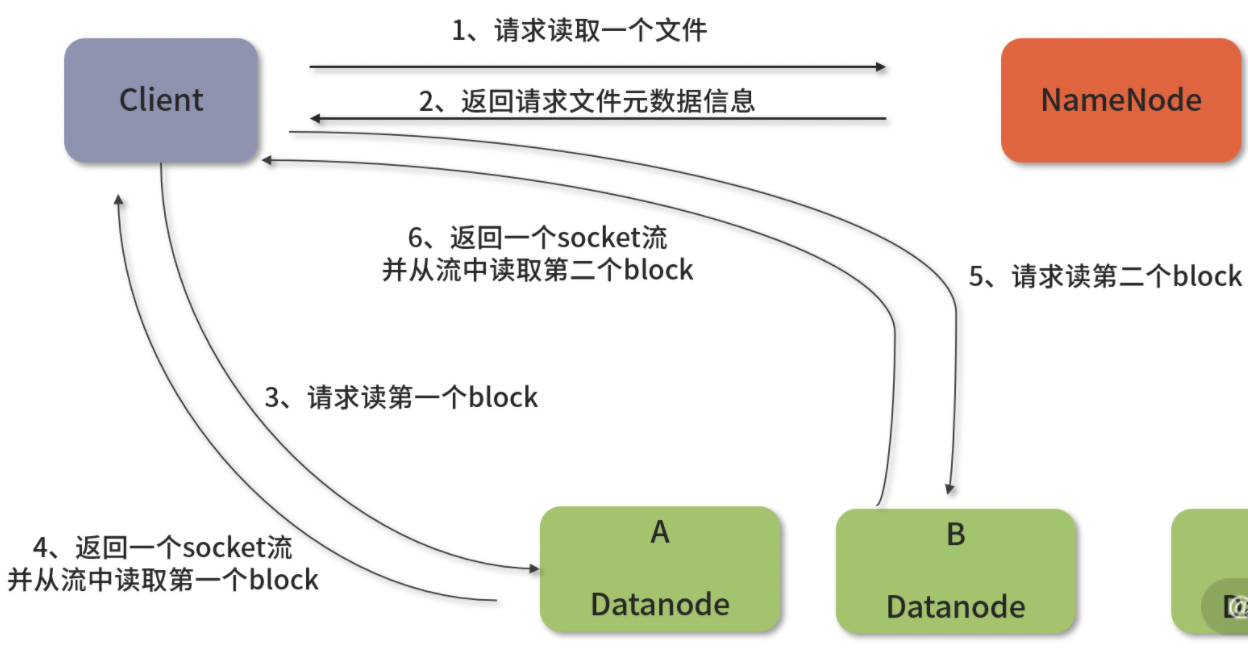 1、请求读取一个文件
Client
NameNode
2、返回请求文件元数据信息
6、返回一个socket流
并从流中读取第二个block
5、请求读第二个block
3、请求读第一个block
4、返回一个socket流
并从流中读取第一个block
A
Datanode
B
Datanode
@